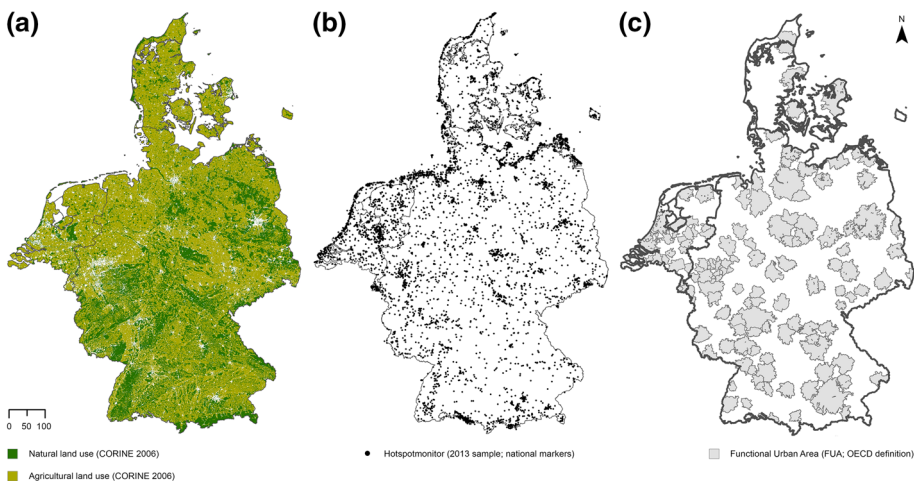 (a)
(b)
(c)
N
0 50 100
Natural land use (CORINE 2006)
Hotspotmonitor (2013 sample; national markers)
Functional Urban Area (FUA; OECD definition)
Agricultural land use (CORINE 2006)